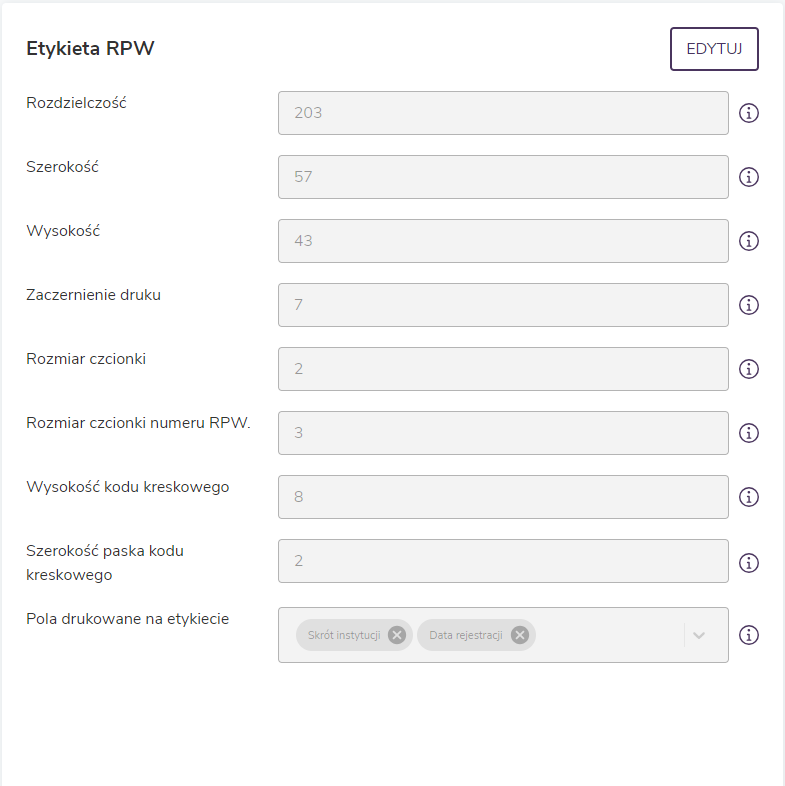 Etykieta RPW
EDYTUJ
Rozdzielczość
203
Szerokość
57
Wysokość
43
Zaczernienie druku
7
Rozmiar czcionki
2
Rozmiar czcionki numeru RPW.
3
Wysokość kodu kreskowego
8
Szerokość paska kodu
kreskowego
2
Pola drukowane na etykiecie
Skrót instytucji
Data rejestracji